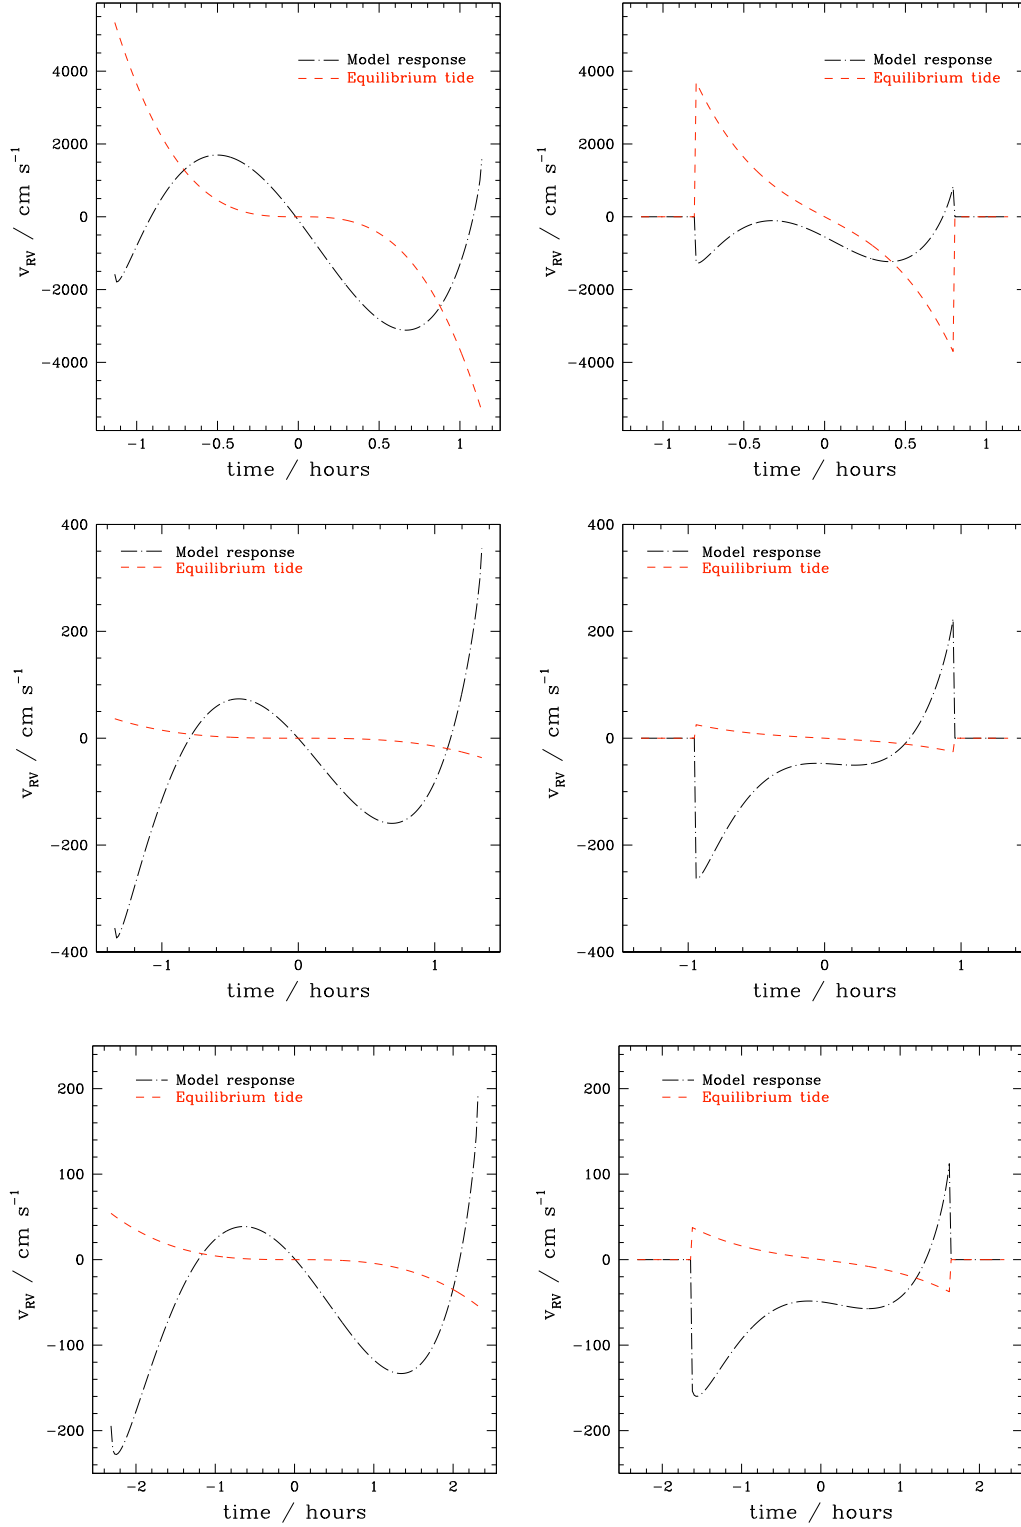 4000
2000
0
−2000
−4000
v_RV / cm s⁻¹
Model response
Equilibrium tide
−1 −0.5 0 0.5 1
time / hours
4000
2000
0
−2000
−4000
v_RV / cm s⁻¹
Model response
Equilibrium tide
−1 −0.5 0 0.5 1
time / hours
400
200
0
−200
−400
v_RV / cm s⁻¹
Model response
Equilibrium tide
−1 0 1
time / hours
400
200
0
−200
−400
v_RV / cm s⁻¹
Model response
Equilibrium tide
−1 0 1
time / hours
200
100
0
−100
−200
v_RV / cm s⁻¹
Model response
Equilibrium tide
−2 −1 0 1 2
time / hours
200
100
0
−100
−200
v_RV / cm s⁻¹
Model response
Equilibrium tide
−2 −1 0 1 2
time / hours